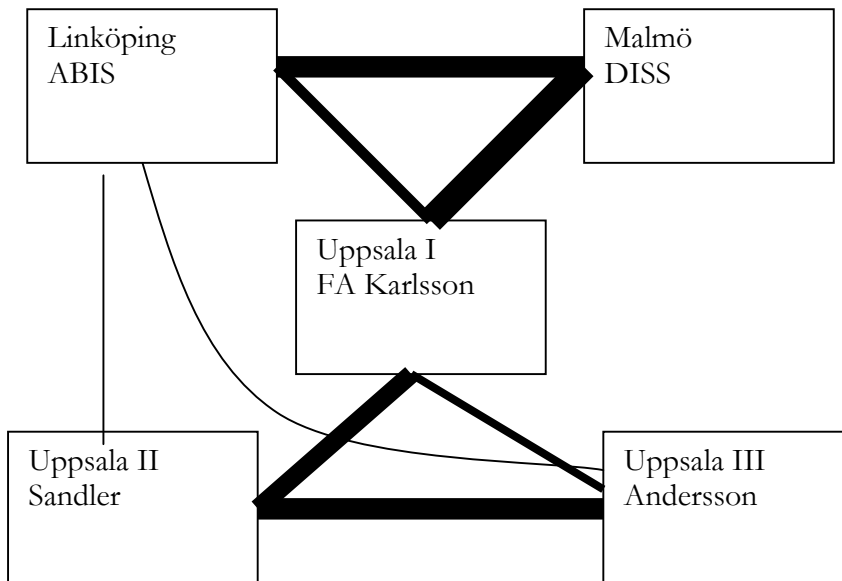 Linköping
ABIS
Malmö
DISS
Uppsala I
FA Karlsson
Uppsala II
Sandler
Uppsala III
Andersson